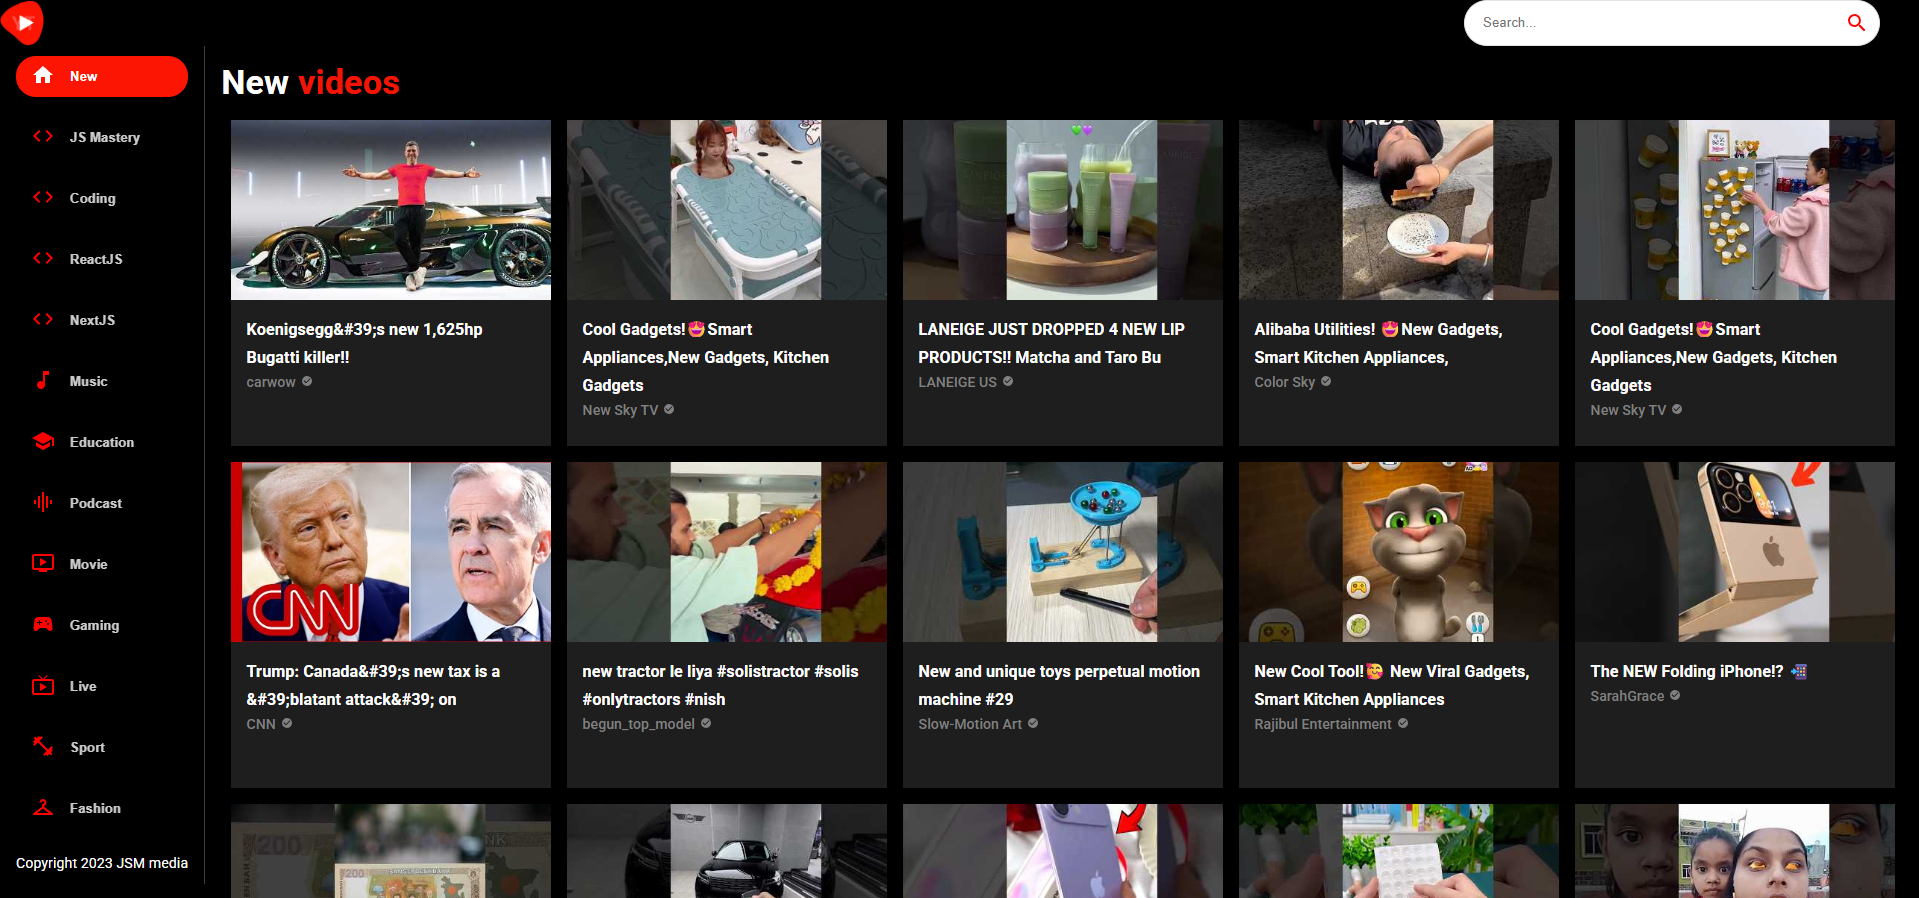 Search...
New
JS Mastery
Coding
ReactJS
NextJS
Music
Education
Podcast
Movie
Gaming
Live
Sport
Fashion
Copyright 2023 JSM media
New videos
Koenigsegg&#39;s new 1,625hp
Bugatti killer!!
carwow
Cool Gadgets!🤩Smart
Appliances,New Gadgets, Kitchen
Gadgets
New Sky TV
LANEIGE JUST DROPPED 4 NEW LIP
PRODUCTS!! Matcha and Taro Bu
LANEIGE US
Alibaba Utilities! 🤩New Gadgets,
Smart Kitchen Appliances,
Color Sky
Cool Gadgets!🤩Smart
Appliances,New Gadgets, Kitchen
Gadgets
New Sky TV
CNN
Trump: Canada&#39;s new tax is a
&#39;blatant attack&#39; on
CNN
new tractor le liya #solistractor #solis
#onlytractors #nish
begun_top_model
New and unique toys perpetual motion
machine #29
Slow-Motion Art
1
New Cool Tool!🥰 New Viral Gadgets,
Smart Kitchen Appliances
Rajibul Entertainment
The NEW Folding iPhone!? 📲
SarahGrace
200
200